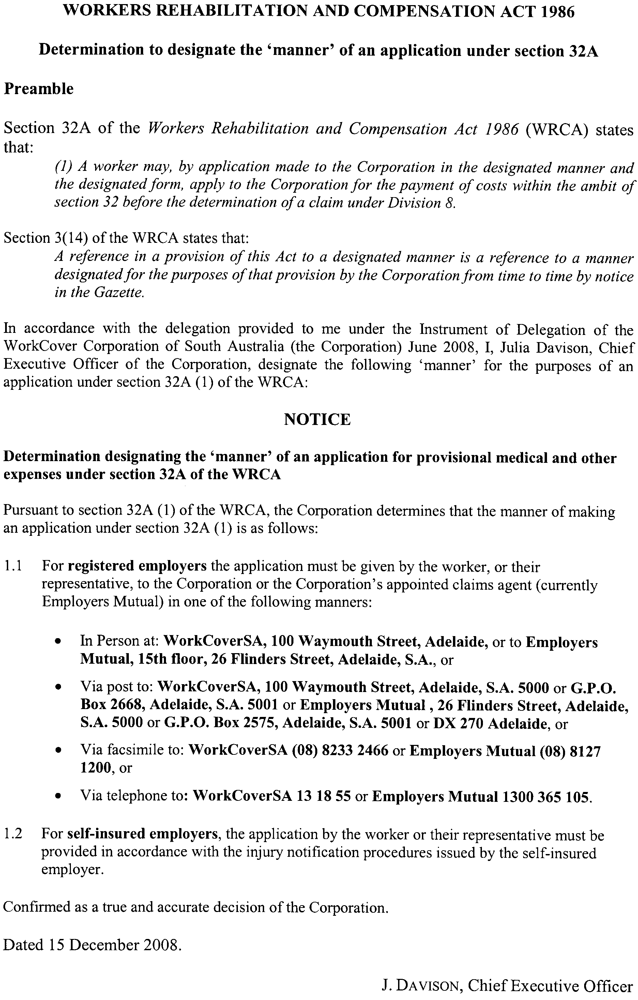 WORKERS REHABILITATION AND COMPENSATION ACT 1986
Determination to designate the ‘manner’ of an application under section 32A
Preamble
Section 32A of the Workers Rehabilitation and Compensation Act 1986 (WRCA) states
that:
(1) A worker may, by application made to the Corporation in the designated manner and
the designated form, apply to the Corporation for the payment of costs within the ambit of
section 32 before the determination of a claim under Division 8.
Section 3(14) of the WRCA states that:
A reference in a provision of this Act to a designated manner is a reference to a manner
designated for the purposes of that provision by the Corporation from time to time by notice
in the Gazette.
In accordance with the delegation provided to me under the Instrument of Delegation of the
WorkCover Corporation of South Australia (the Corporation) June 2008, I, Julia Davison, Chief
Executive Officer of the Corporation, designate the following ‘manner’ for the purposes of an
application under section 32A (1) of the WRCA:
NOTICE
Determination designating the ‘manner’ of an application for provisional medical and other
expenses under section 32A of the WRCA
Pursuant to section 32A (1) of the WRCA, the Corporation determines that the manner of making
an application under section 32A (1) is as follows:
1.1 For registered employers the application must be given by the worker, or their
representative, to the Corporation or the Corporation’s appointed claims agent (currently
Employers Mutual) in one of the following manners:
• In Person at: WorkCoverSA, 100 Waymouth Street, Adelaide, or to Employers
Mutual, 15th floor, 26 Flinders Street, Adelaide, S.A., or
• Via post to: WorkCoverSA, 100 Waymouth Street, Adelaide, S.A. 5000 or G.P.O.
Box 2668, Adelaide, S.A. 5001 or Employers Mutual , 26 Flinders Street, Adelaide,
S.A. 5000 or G.P.O. Box 2575, Adelaide, S.A. 5001 or DX 270 Adelaide, or
• Via facsimile to: WorkCoverSA (08) 8233 2466 or Employers Mutual (08) 8127
1200, or
• Via telephone to: WorkCoverSA 13 18 55 or Employers Mutual 1300 365 105.
1.2 For self-insured employers, the application by the worker or their representative must be
provided in accordance with the injury notification procedures issued by the self-insured
employer.
Confirmed as a true and accurate decision of the Corporation.
Dated 15 December 2008.
J. DAVISON, Chief Executive Officer